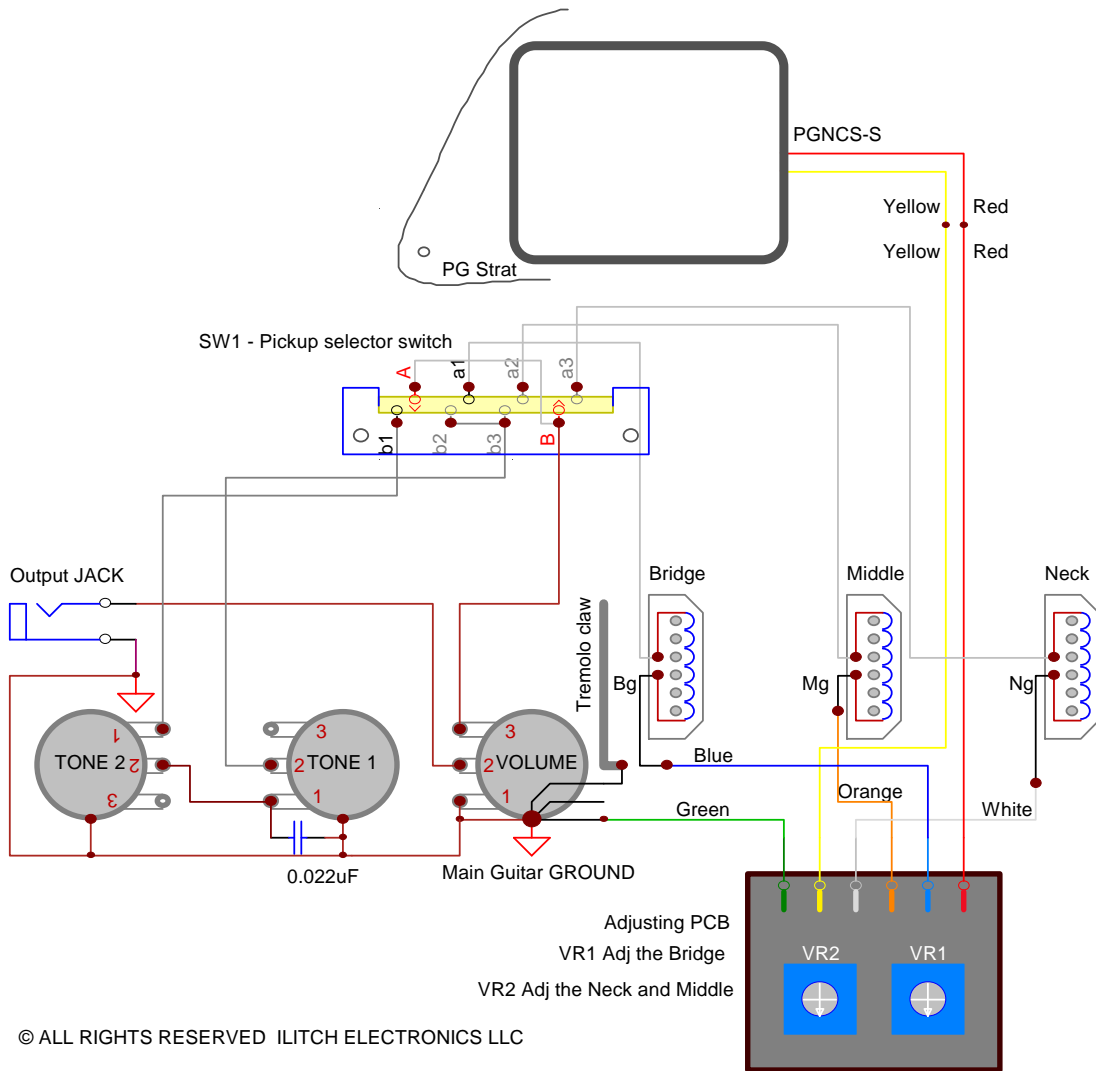 PGNCS-S
Yellow Red
Yellow Red
PG Strat
SW1 - Pickup selector switch
A a1 a2 a3
b1 b2 b3 B
Output JACK
Bridge
Middle
Neck
Tremolo claw
Bg
Mg
Ng
1
2
3
TONE 2
3
2
1
TONE 1
3
2
1
VOLUME
Blue
Orange
White
Green
0.022uF
Main Guitar GROUND
Adjusting PCB
VR1 Adj the Bridge
VR2 Adj the Neck and Middle
VR2
VR1
© ALL RIGHTS RESERVED ILITCH ELECTRONICS LLC